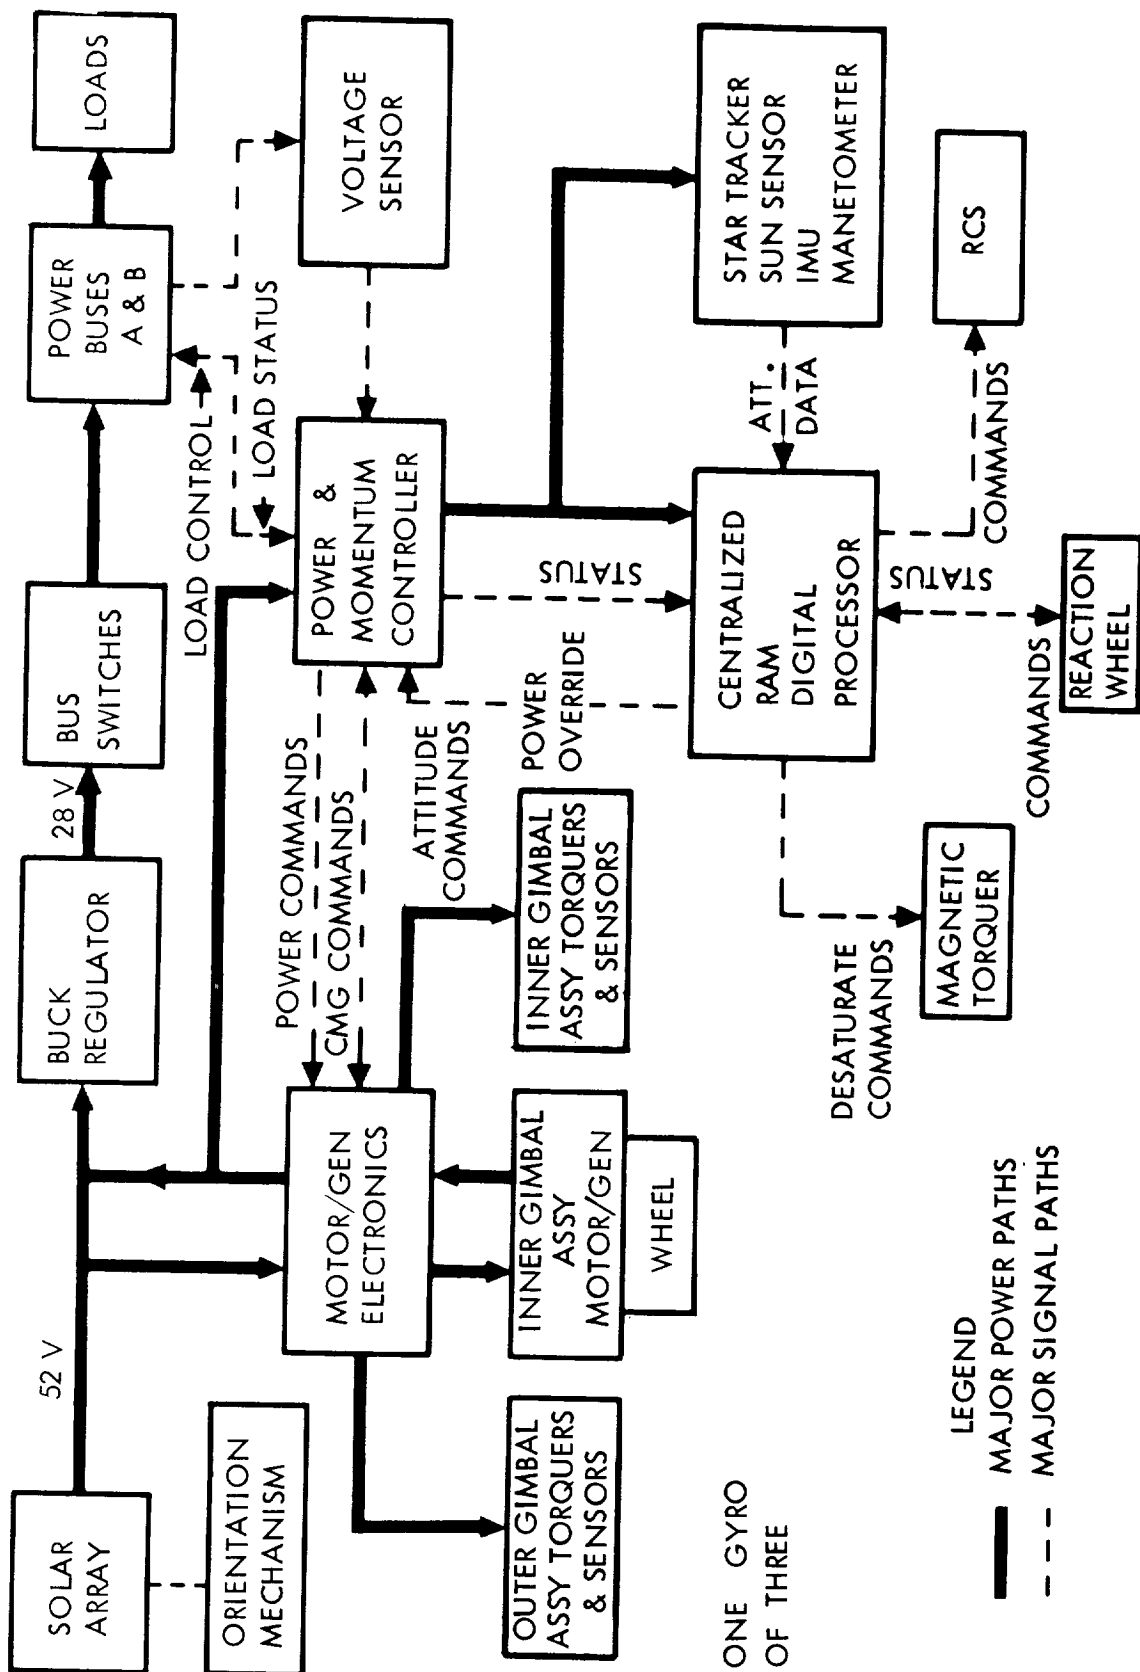 SOLAR
ARRAY
52 V
BUCK
REGULATOR
28 V
BUS
SWITCHES
POWER
BUSES
A & B
LOADS
ORIENTATION
MECHANISM
LOAD CONTROL
LOAD STATUS
VOLTAGE
SENSOR
MOTOR/GEN
ELECTRONICS
POWER COMMANDS
CMG COMMANDS
POWER &
MOMENTUM
CONTROLLER
ATTITUDE
COMMANDS
POWER
OVERRIDE
STATUS
OUTER GIMBAL
ASSY TORQUERS
& SENSORS
INNER GIMBAL
ASSY
MOTOR/GEN
WHEEL
INNER GIMBAL
ASSY TORQUERS
& SENSORS
CENTRALIZED
RAM
DIGITAL
PROCESSOR
ATT.
DATA
STAR TRACKER
SUN SENSOR
IMU
MANETOMETER
ONE GYRO
OF THREE
DESATURATE
COMMANDS
MAGNETIC
TORQUER
COMMANDS
STATUS
REACTION
WHEEL
COMMANDS
RCS
LEGEND
MAJOR POWER PATHS
MAJOR SIGNAL PATHS